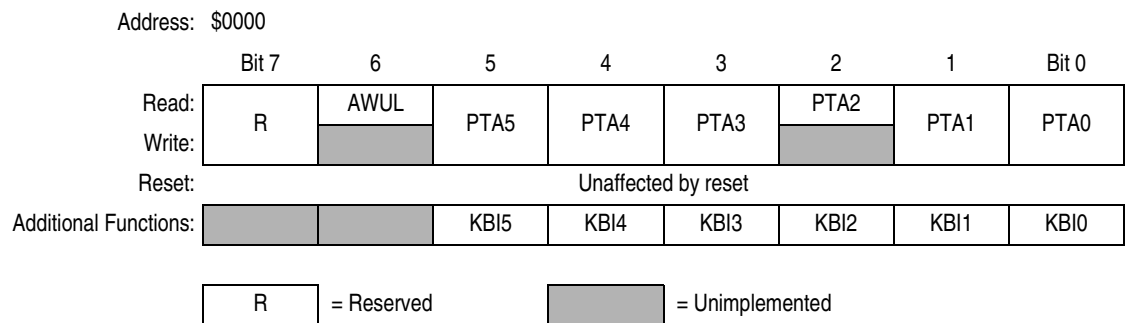 Address: $0000
Bit 7 6 5 4 3 2 1 Bit 0
Read: R AWUL PTA5 PTA4 PTA3 PTA2 PTA1 PTA0
Write:
Reset: Unaffected by reset
Additional Functions: KBI5 KBI4 KBI3 KBI2 KBI1 KBI0
R = Reserved = Unimplemented